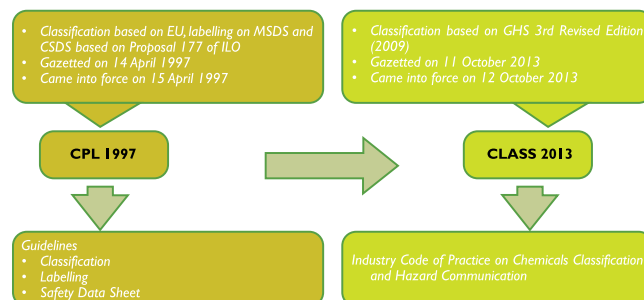 • Classification based on EU, labelling on MSDS and
CSDS based on Proposal 177 of ILO
• Gazetted on 14 April 1997
• Came into force on 15 April 1997
• Classification based on GHS 3rd Revised Edition
(2009)
• Gazetted on 11 October 2013
• Came into force on 12 October 2013
CPL 1997
CLASS 2013
Guidelines
• Classification
• Labelling
• Safety Data Sheet
Industry Code of Practice on Chemicals Classification
and Hazard Communication